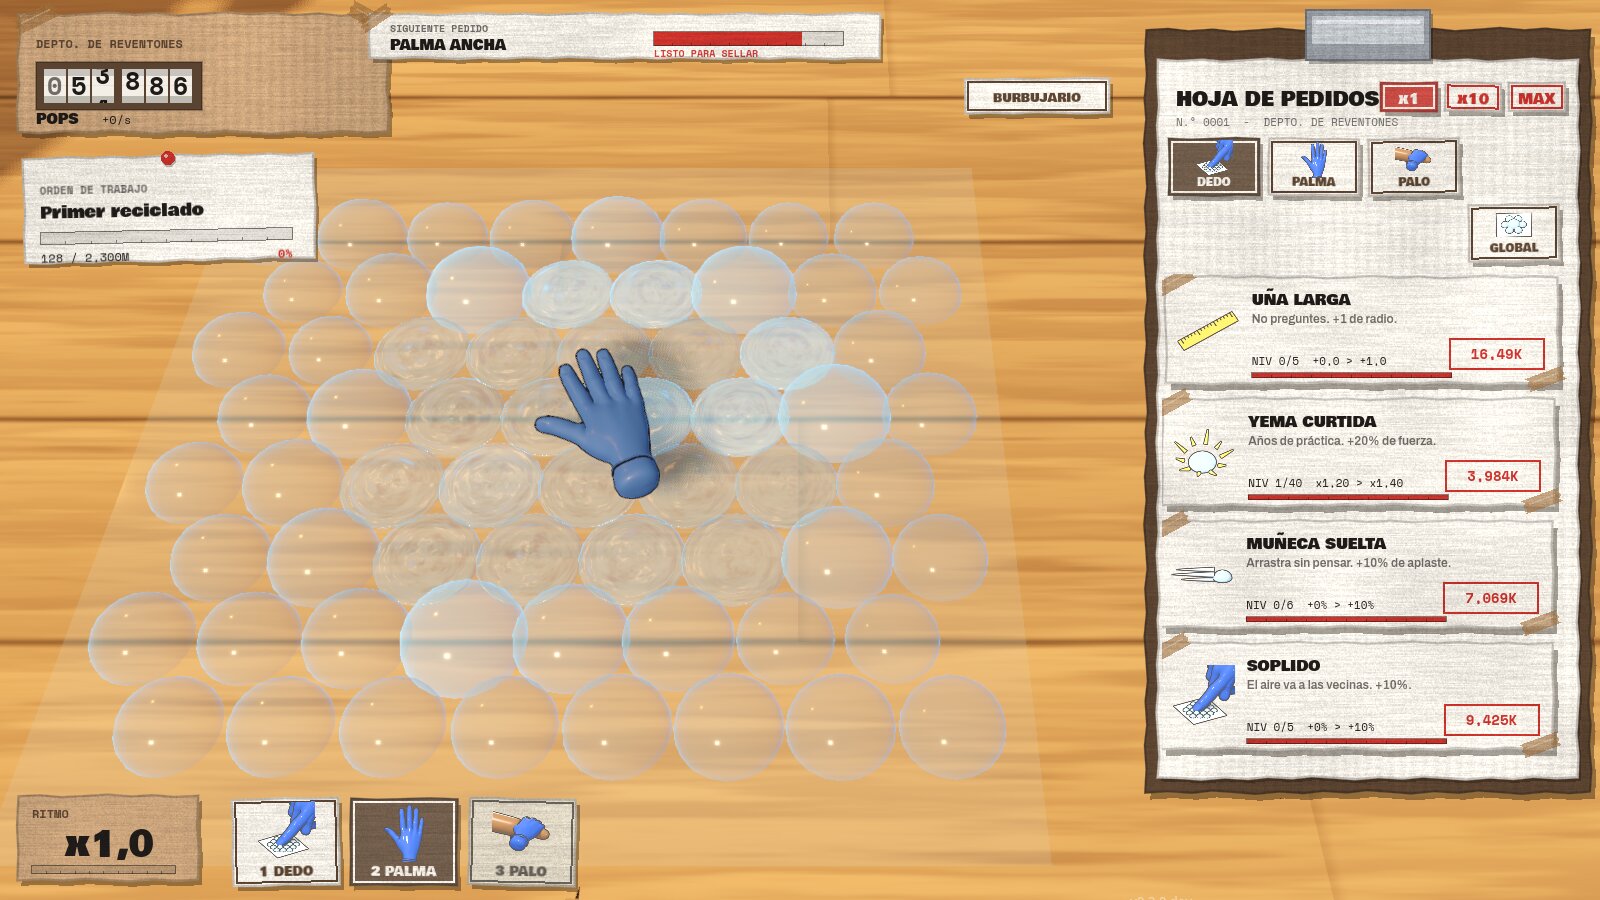 DEPTO. DE REVENTONES
POPS +0/s
SIGUIENTE PEDIDO
PALMA ANCHA
LISTO PARA SELLAR
BURBUJARIO
ORDEN DE TRABAJO
Primer reciclado
128 / 2,300M 0%
HOJA DE PEDIDOS x1 x10 MAX
N.° 0001 - DEPTO. DE REVENTONES
DEDO PALMA PALO
GLOBAL
UÑA LARGA
No preguntes. +1 de radio.
NIV 0/5 +0,0 > +1,0
16,49K
YEMA CURTIDA
Años de práctica. +20% de fuerza.
NIV 1/40 x1,20 > x1,40
3,984K
MUÑECA SUELTA
Arrastra sin pensar. +10% de aplaste.
NIV 0/6 +0% > +10%
7,069K
SOPLIDO
El aire va a las vecinas. +10%.
NIV 0/5 +0% > +10%
9,425K
RITMO
x1,0
1 DEDO 2 PALMA 3 PALO